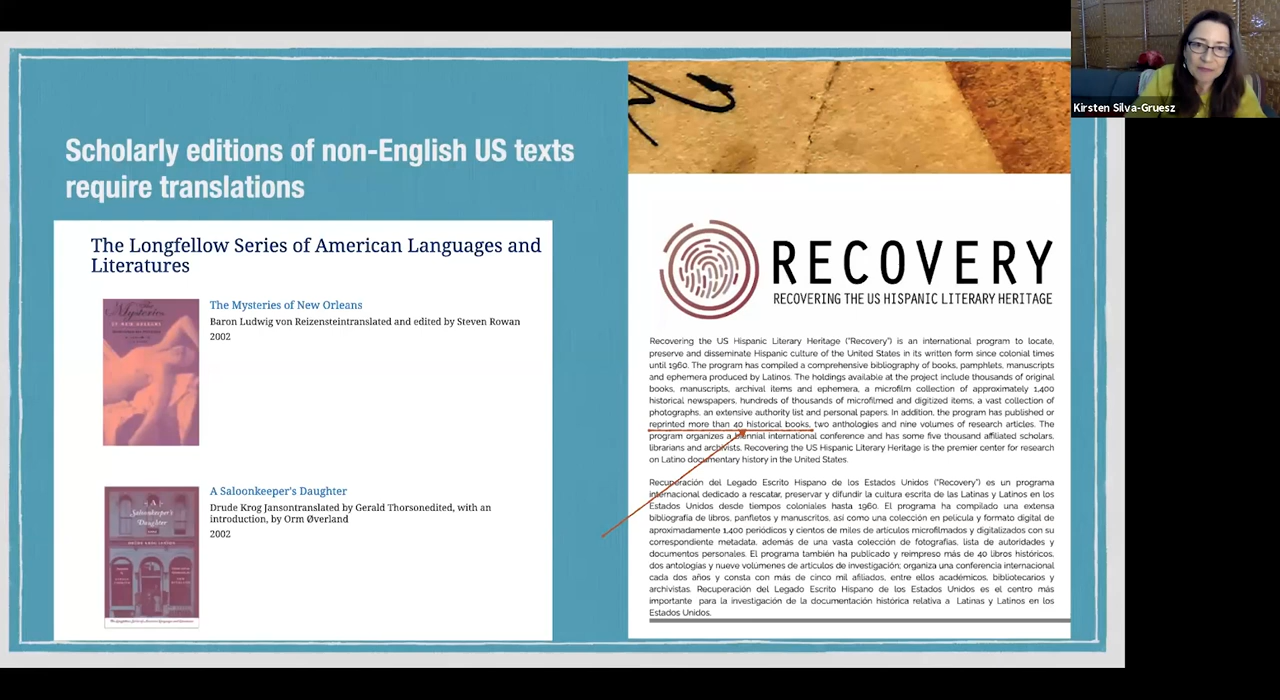 Scholarly editions of non-English US texts
require translations
The Longfellow Series of American Languages and
Literatures
The Mysteries of New Orleans
Baron Ludwig von Reizensteintranslated and edited by Steven Rowan
2002
A Saloonkeeper's Daughter
Drude Krog Jansontranslated by Gerald Thorsonedited, with an
introduction, by Orm Øverland
2002
The
Mysteries
OF NEW ORLEANS
A
Saloonkeeper's
Daughter
RECOVERY
RECOVERING THE US HISPANIC LITERARY HERITAGE
Recovering the US Hispanic Literary Heritage ("Recovery") is an international program to locate,
preserve and disseminate Hispanic culture of the United States in its written form since colonial times
until 1960. The program has compiled a comprehensive bibliography of books, pamphlets, manuscripts
and ephemera produced by Latinos. The holdings available at the project include thousands of original
books, manuscripts, archival items and ephemera, a microfilm collection of approximately 1,400
historical newspapers, hundreds of thousands of microfilmed and digitized items, a vast collection of
photographs, an extensive authority list and personal papers. In addition, the program has published or
reprinted more than 40 historical books, two anthologies and nine volumes of research articles. The
program organizes a biennial international conference and has some five thousand affiliated scholars,
librarians and archivists. Recovering the US Hispanic Literary Heritage is the premier center for research
on Latino documentary history in the United States.
Recuperación del Legado Escrito Hispano de los Estados Unidos ("Recovery") es un programa
internacional dedicado a rescatar, preservar y difundir la cultura escrita de las Latinas y Latinos en los
Estados Unidos desde tiempos coloniales hasta 1960. El programa ha compilado una extensa
bibliografía de libros, panfletos y manuscritos, así como una colección en película y formato digital de
aproximadamente 1,400 periódicos y cientos de miles de artículos microfilmados y digitalizados con su
correspondiente metadata, además de una vasta colección de fotografías, lista de autoridades y
documentos personales. El programa también ha publicado y reimpreso más de 40 libros históricos,
dos antologías y nueve volumenes de artículos de investigación; organiza una conferencia internacional
cada dos años y consta con más de cinco mil afiliados, entre ellos académicos, bibliotecarios y
archivistas. Recuperación del Legado Escrito Hispano de los Estados Unidos es el centro más
importante para la investigación de la documentación histórica relativa a Latinas y Latinos en los
Estados Unidos.
Kirsten Silva-Gruesz